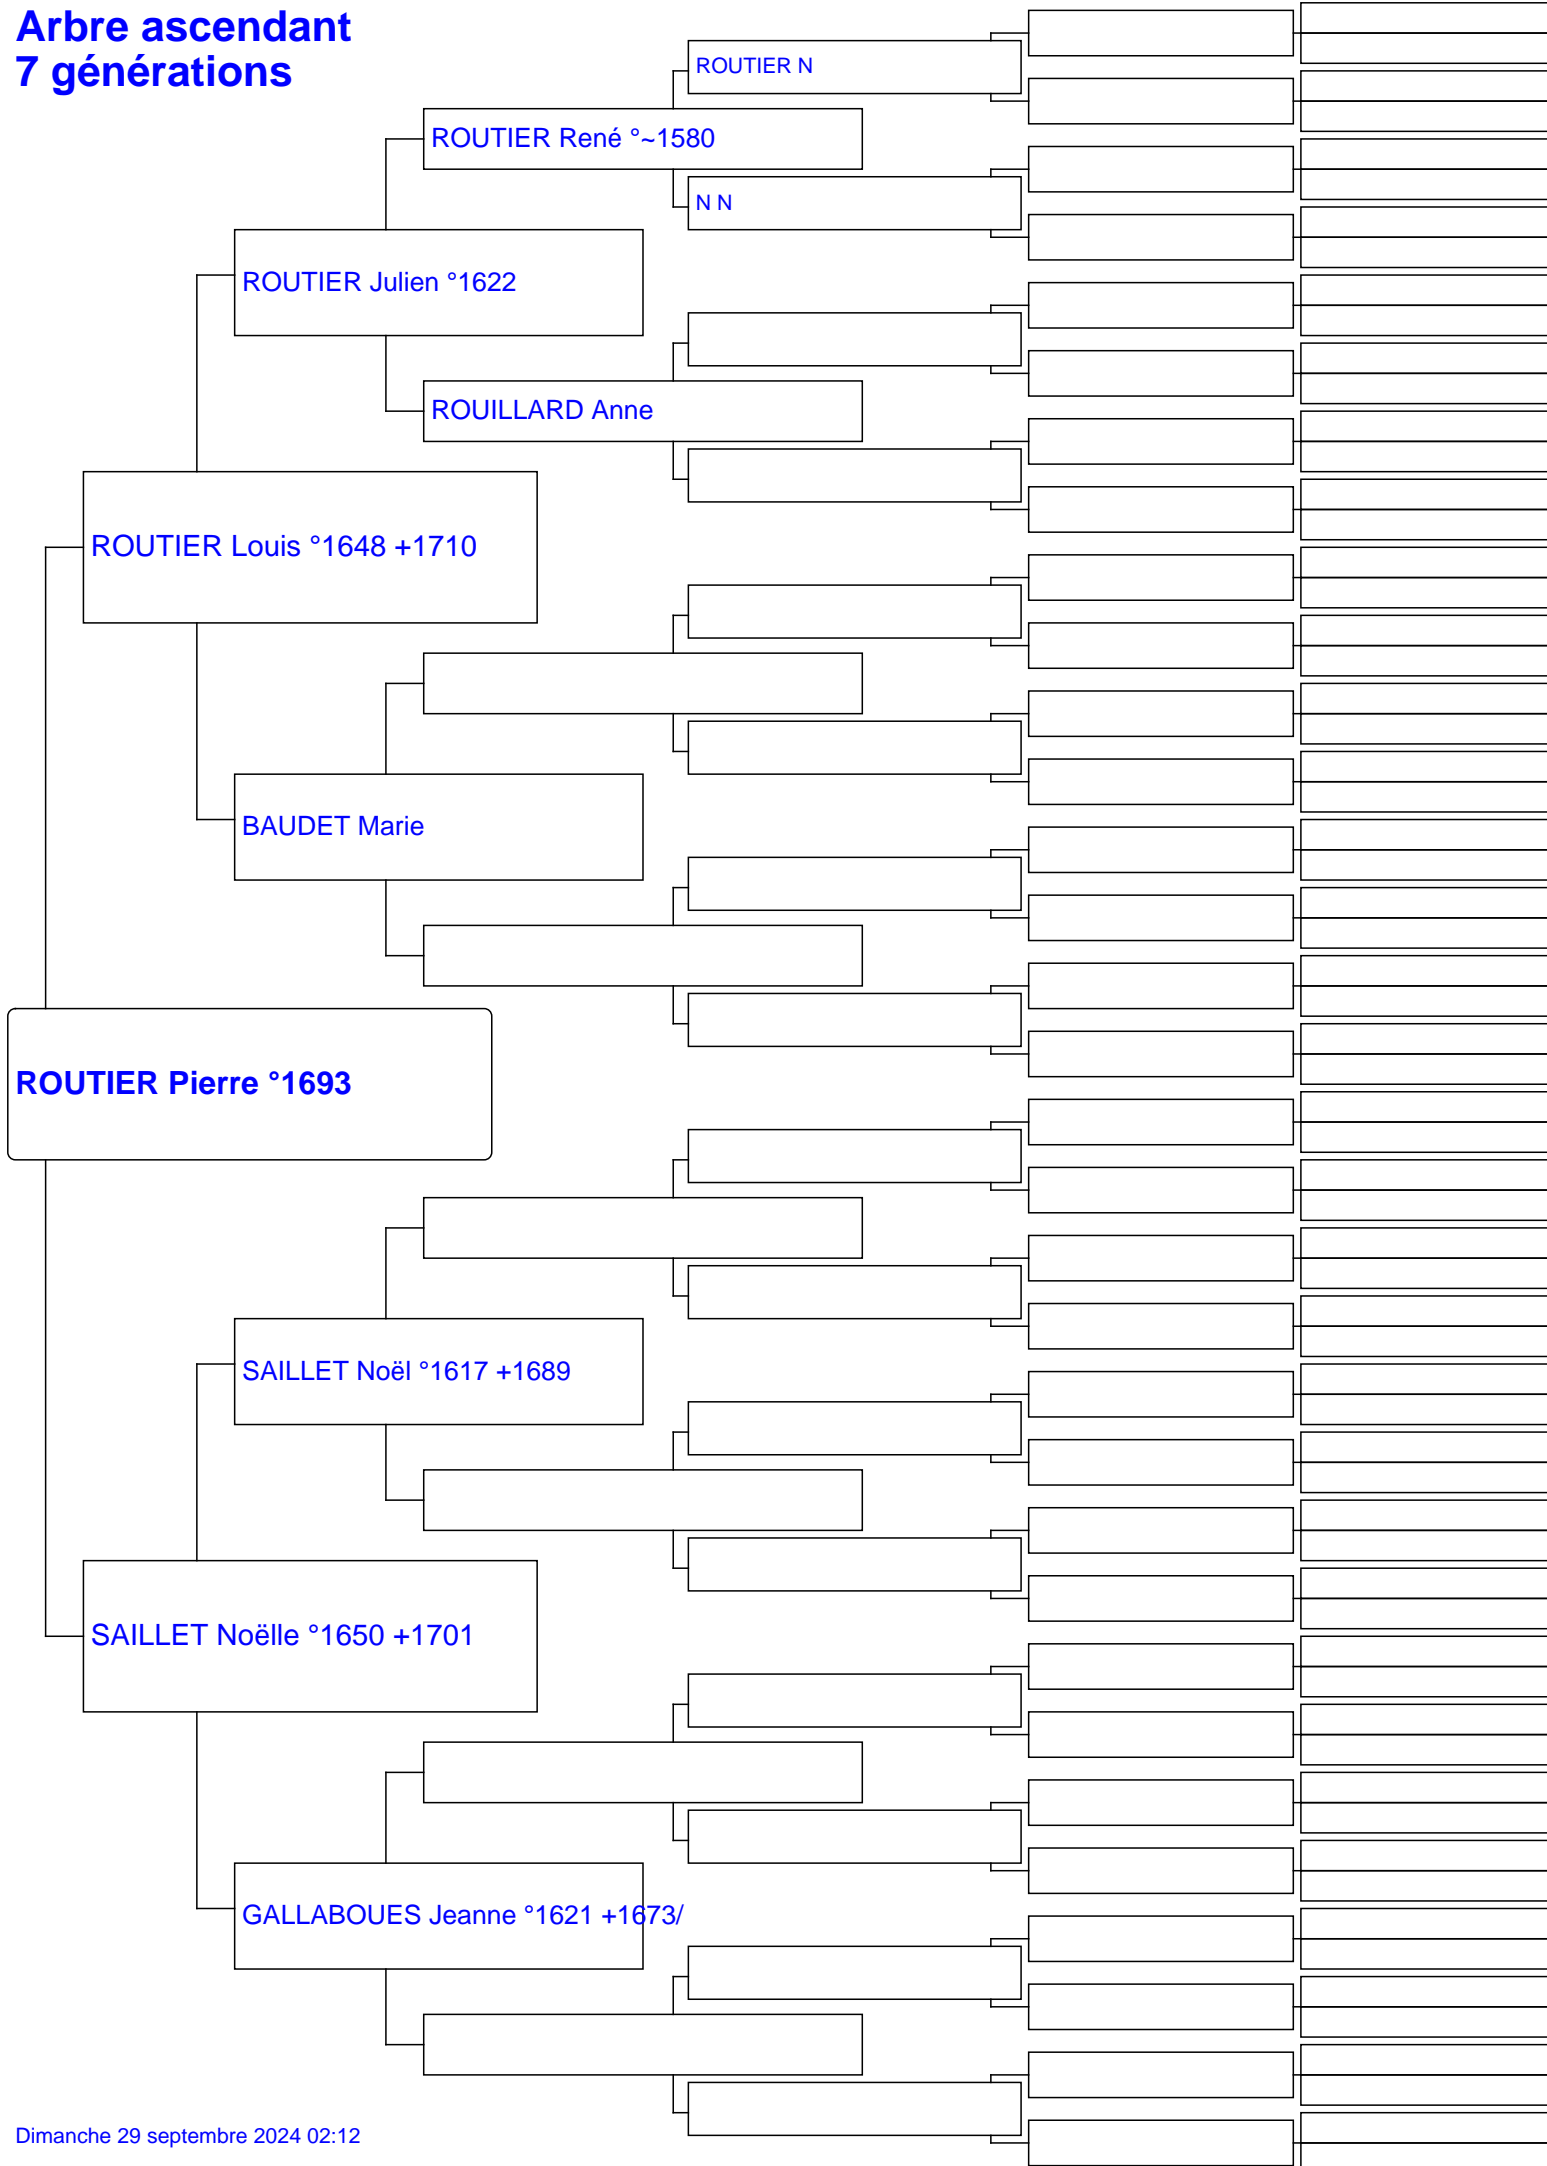 Arbre ascendant
7 générations
ROUTIER N
ROUTIER René °~1580
N N
ROUTIER Julien °1622
ROUILLARD Anne
ROUTIER Louis °1648 +1710
BAUDET Marie
ROUTIER Pierre °1693
SAILLET Noël °1617 +1689
SAILLET Noëlle °1650 +1701
GALLABOUES Jeanne °1621 +1673/
Dimanche 29 septembre 2024 02:12